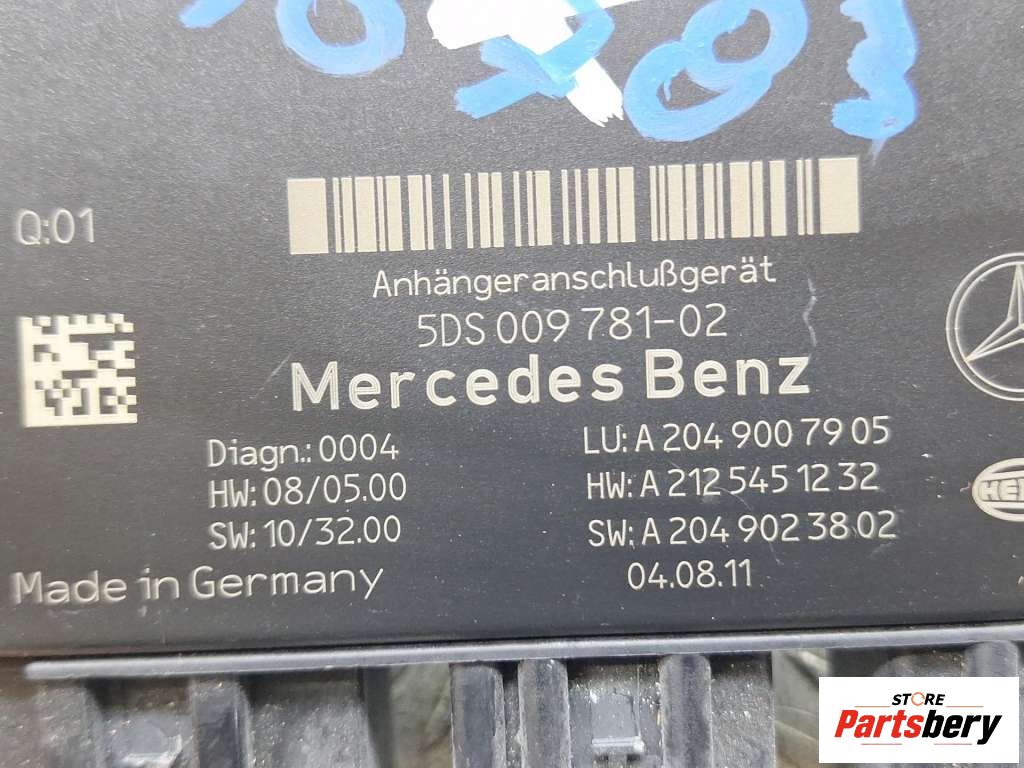 Q:01
Anhängeranschlußgerät
5DS 009 781-02
Mercedes Benz
Diagn.: 0004
HW: 08/05.00
SW: 10/32.00
LU: A 204 900 79 05
HW: A 212 545 12 32
SW: A 204 902 38 02
04.08.11
Made in Germany
STORE
Partsbery